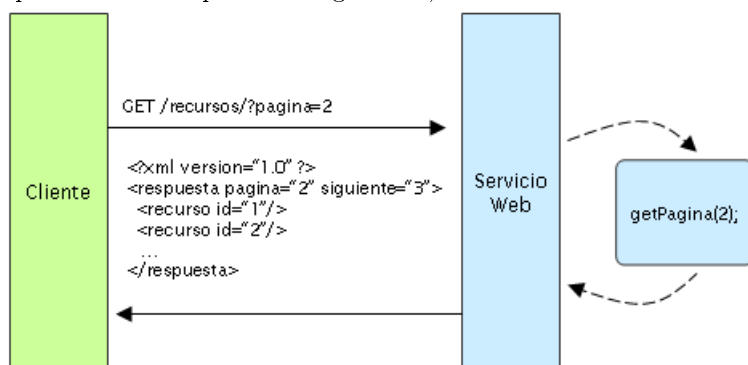 GET /recursos/?pagina=2
Cliente
<?xml version="1.0" ?>
<respuesta pagina="2" siguiente="3">
<recurso id="1"/>
<recurso id="2"/>
...
</respuesta>
Servicio
Web
getPagina(2);